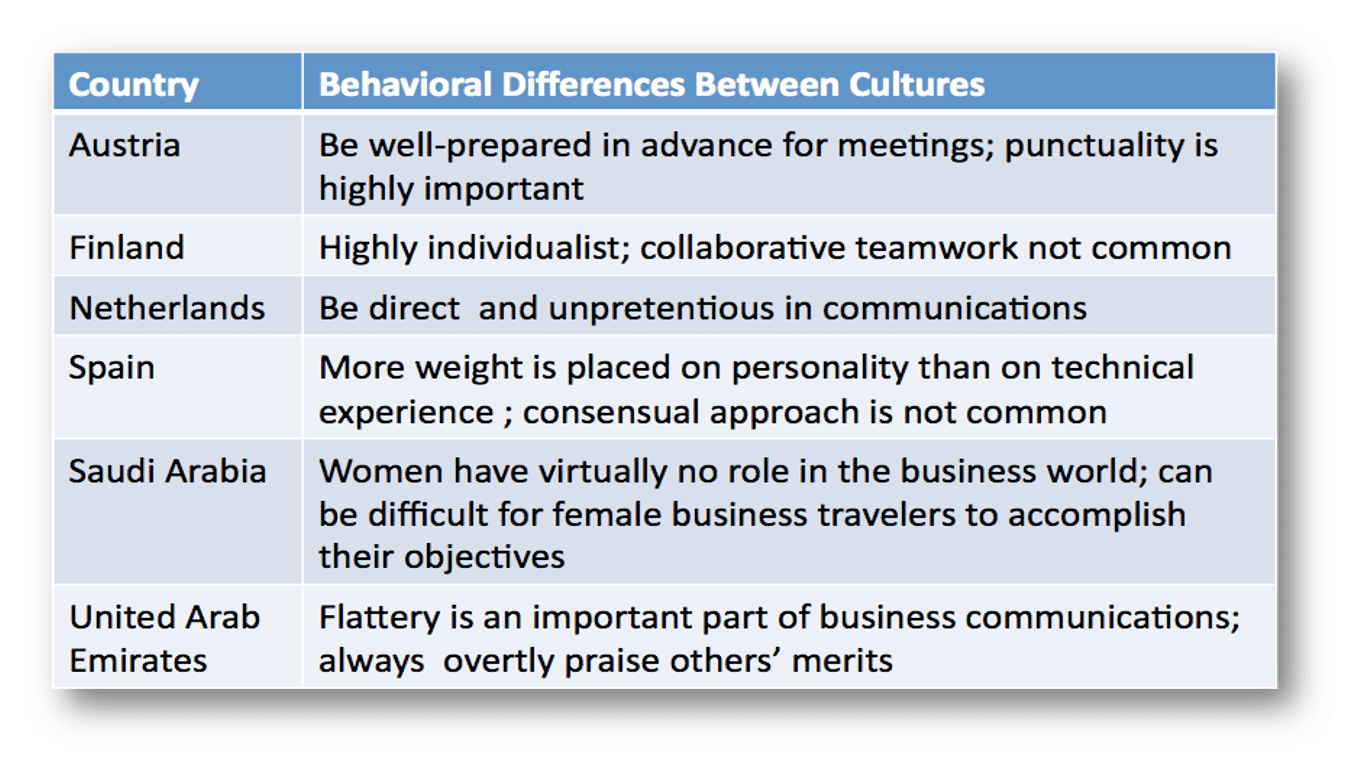 Country Behavioral Differences Between Cultures
Austria Be well-prepared in advance for meetings; punctuality is
highly important
Finland Highly individualist; collaborative teamwork not common
Netherlands Be direct  and unpretentious in communications
Spain More weight is placed on personality than on technical
experience ; consensual approach is not common
Saudi Arabia Women have virtually no role in the business world; can
be difficult for female business travelers to accomplish
their objectives
United Arab Flattery is an important part of business communications;
Emirates always  overtly praise others’ merits